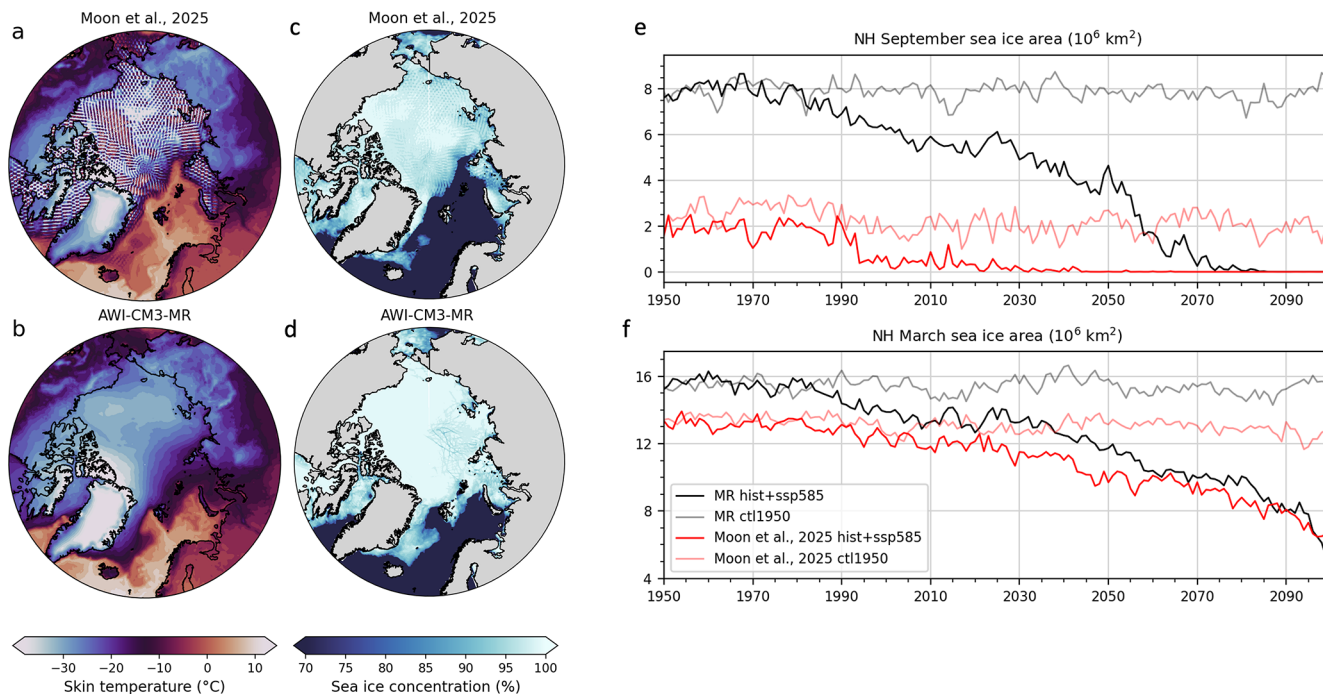 Moon et al., 2025
a
Moon et al., 2025
c
AWI-CM3-MR
b
AWI-CM3-MR
d
−30 −20 −10 0 10
Skin temperature (°C)
70 75 80 85 90 95 100
Sea ice concentration (%)
e
NH September sea ice area (10⁶ km²)
8
6
4
2
0
1950 1970 1990 2010 2030 2050 2070 2090
f
NH March sea ice area (10⁶ km²)
16
12
8
4
MR hist+ssp585
MR ctl1950
Moon et al., 2025 hist+ssp585
Moon et al., 2025 ctl1950
1950 1970 1990 2010 2030 2050 2070 2090